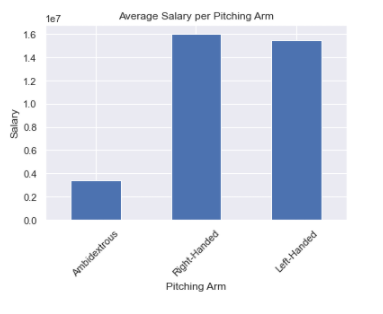 Average Salary per Pitching Arm
1e7
1.6
1.4
1.2
1.0
0.8
0.6
0.4
0.2
0.0
Salary
Ambidextrous
Right-Handed
Left-Handed
Pitching Arm